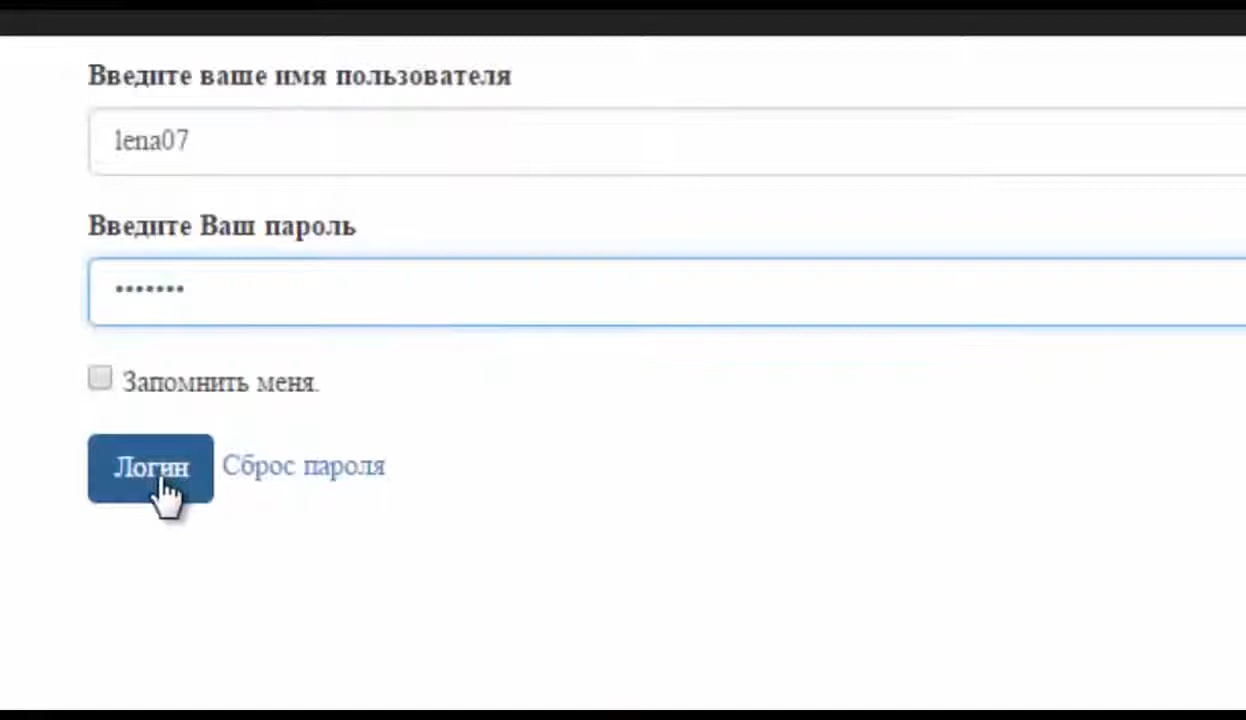 Введите ваше имя пользователя
lena07
Введите Ваш пароль
•••••••
Запомнить меня.
Логин Сброс пароля